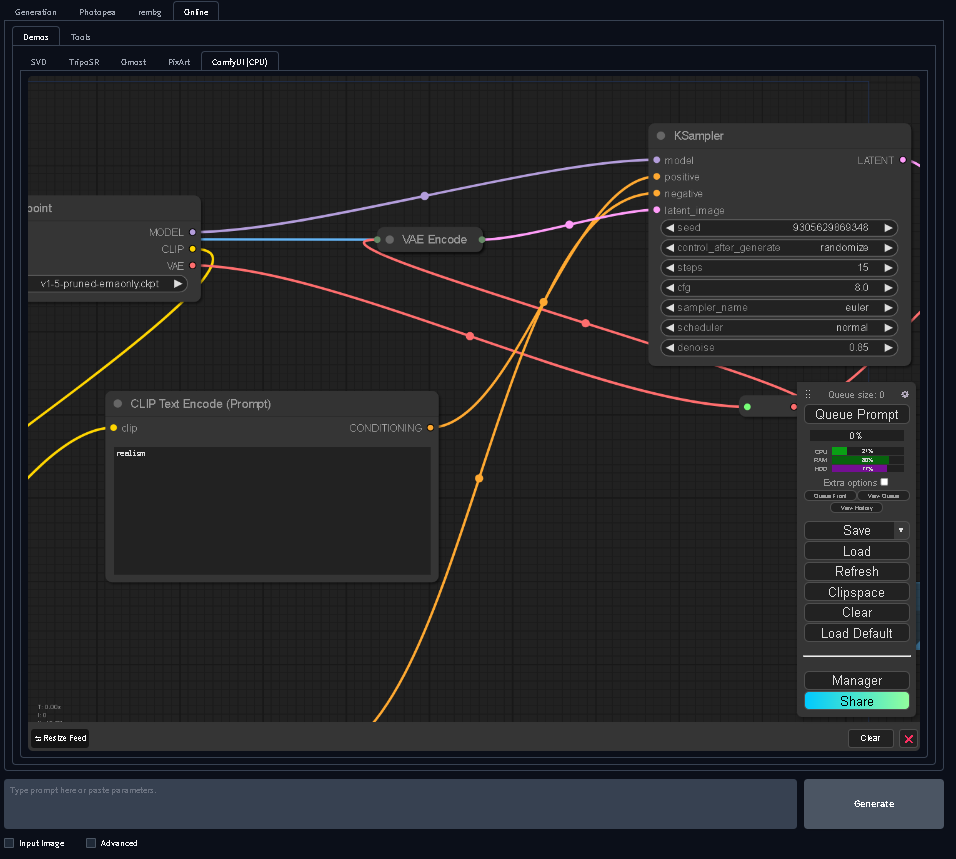 Generation Photopea rembg Online
Demos Tools
SVD TripoSR Omost PixArt ComfyUI (CPU)
KSampler
model LATENT
positive
negative
latent_image
seed 9305629869348
control_after_generate randomize
steps 15
cfg 8.0
sampler_name euler
scheduler normal
denoise 0.85
point
MODEL
CLIP
VAE
v1-5-pruned-emaonly.ckpt
VAE Encode
CLIP Text Encode (Prompt)
clip CONDITIONING
realism
Queue size: 0
Queue Prompt
0%
CPU 21%
RAM 80%
HDD 77%
Extra options
Queue Front View Queue
View History
Save
Load
Refresh
Clipspace
Clear
Load Default
Manager
Share
T: 0.00s
I: 0
Resize Feed Clear
Type prompt here or paste parameters.
Generate
Input Image Advanced